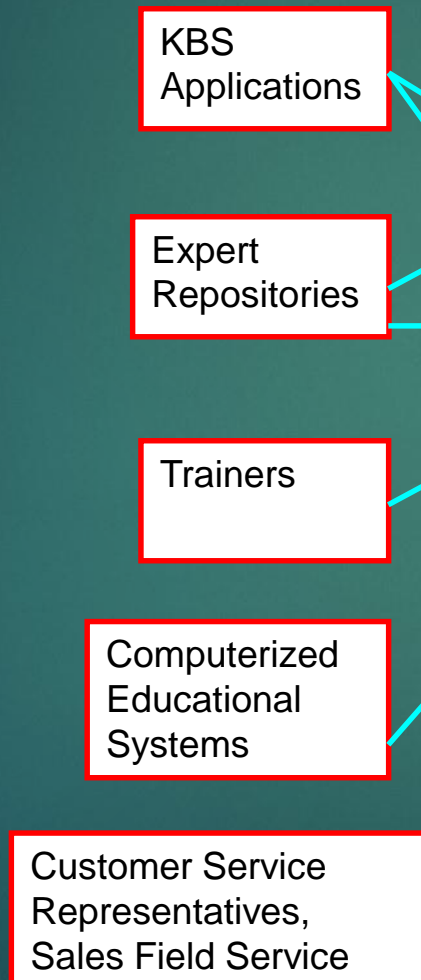 KBS
Applications
Expert
Repositories
Trainers
Computerized
Educational
Systems
Customer Service
Representatives,
Sales Field Service